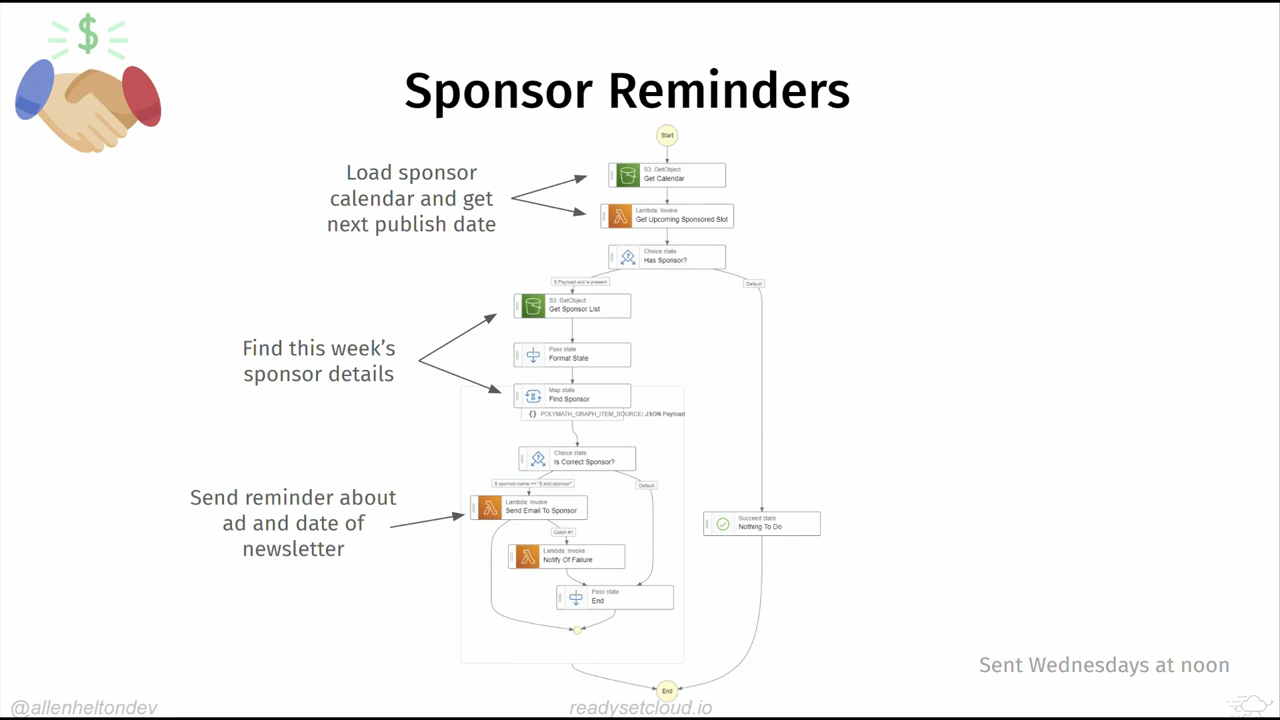 $
Sponsor Reminders
Start
Load sponsor
calendar and get
next publish date
S3: GetObject
Get Calendar
Lambda: Invoke
Get Upcoming Sponsored Slot
Choice state
Has Sponsor?
$.Payload.slot is present
Default
S3: GetObject
Get Sponsor List
Find this week’s
sponsor details
Pass state
Format State
Map state
Find Sponsor
{} POLYMATH_GRAPH_ITEM_SOURCE: JSON Payload
Choice state
Is Correct Sponsor?
$.sponsor.name == "$.slot.sponsor"
Default
Send reminder about
ad and date of
newsletter
Lambda: Invoke
Send Email To Sponsor
Catch #1
Lambda: Invoke
Notify Of Failure
Pass state
End
Succeed state
Nothing To Do
End
Sent Wednesdays at noon
@allenheltondev
readysetcloud.io